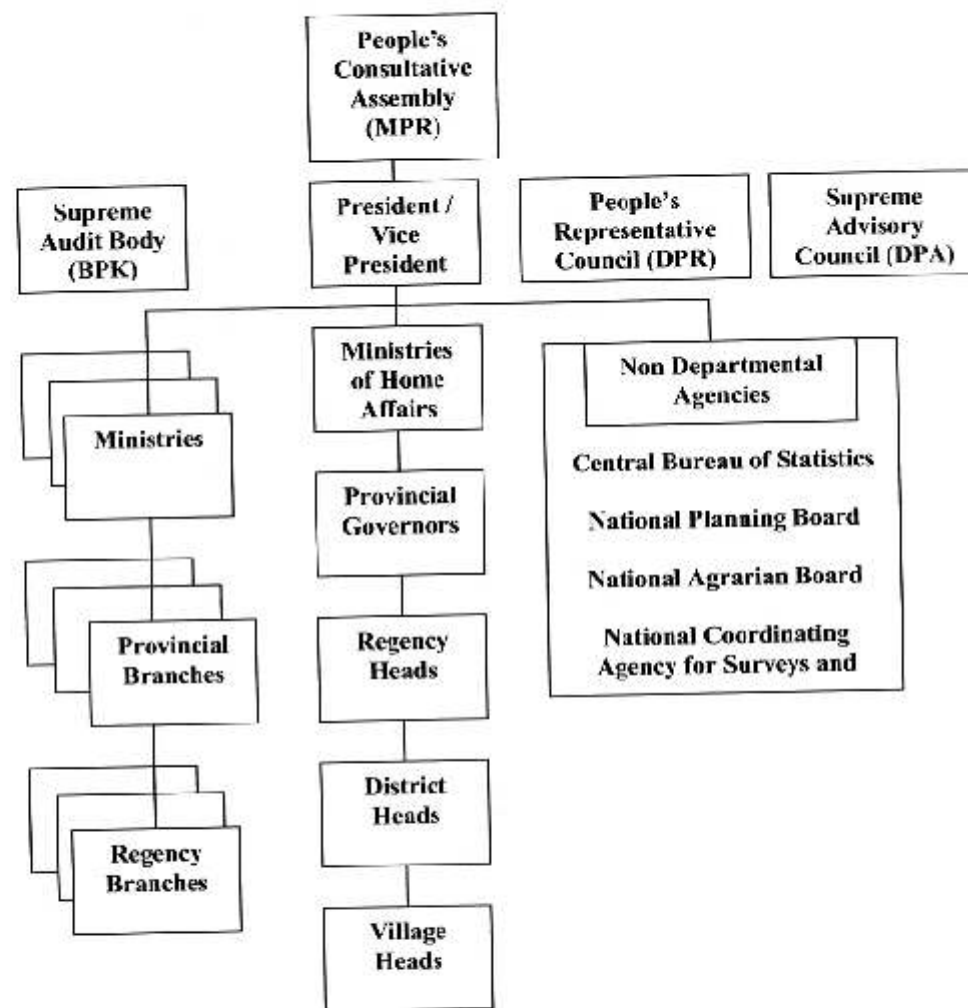 People's
Consultative
Assembly
(MPR)
Supreme
Audit Body
(BPK)
President /
Vice
President
People's
Representative
Council (DPR)
Supreme
Advisory
Council (DPA)
Ministries
Ministries
of Home
Affairs
Non Departmental
Agencies
Central Bureau of Statistics
National Planning Board
National Agrarian Board
National Coordinating
Agency for Surveys and
Provincial
Governors
Provincial
Branches
Regency
Heads
District
Heads
Regency
Branches
Village
Heads